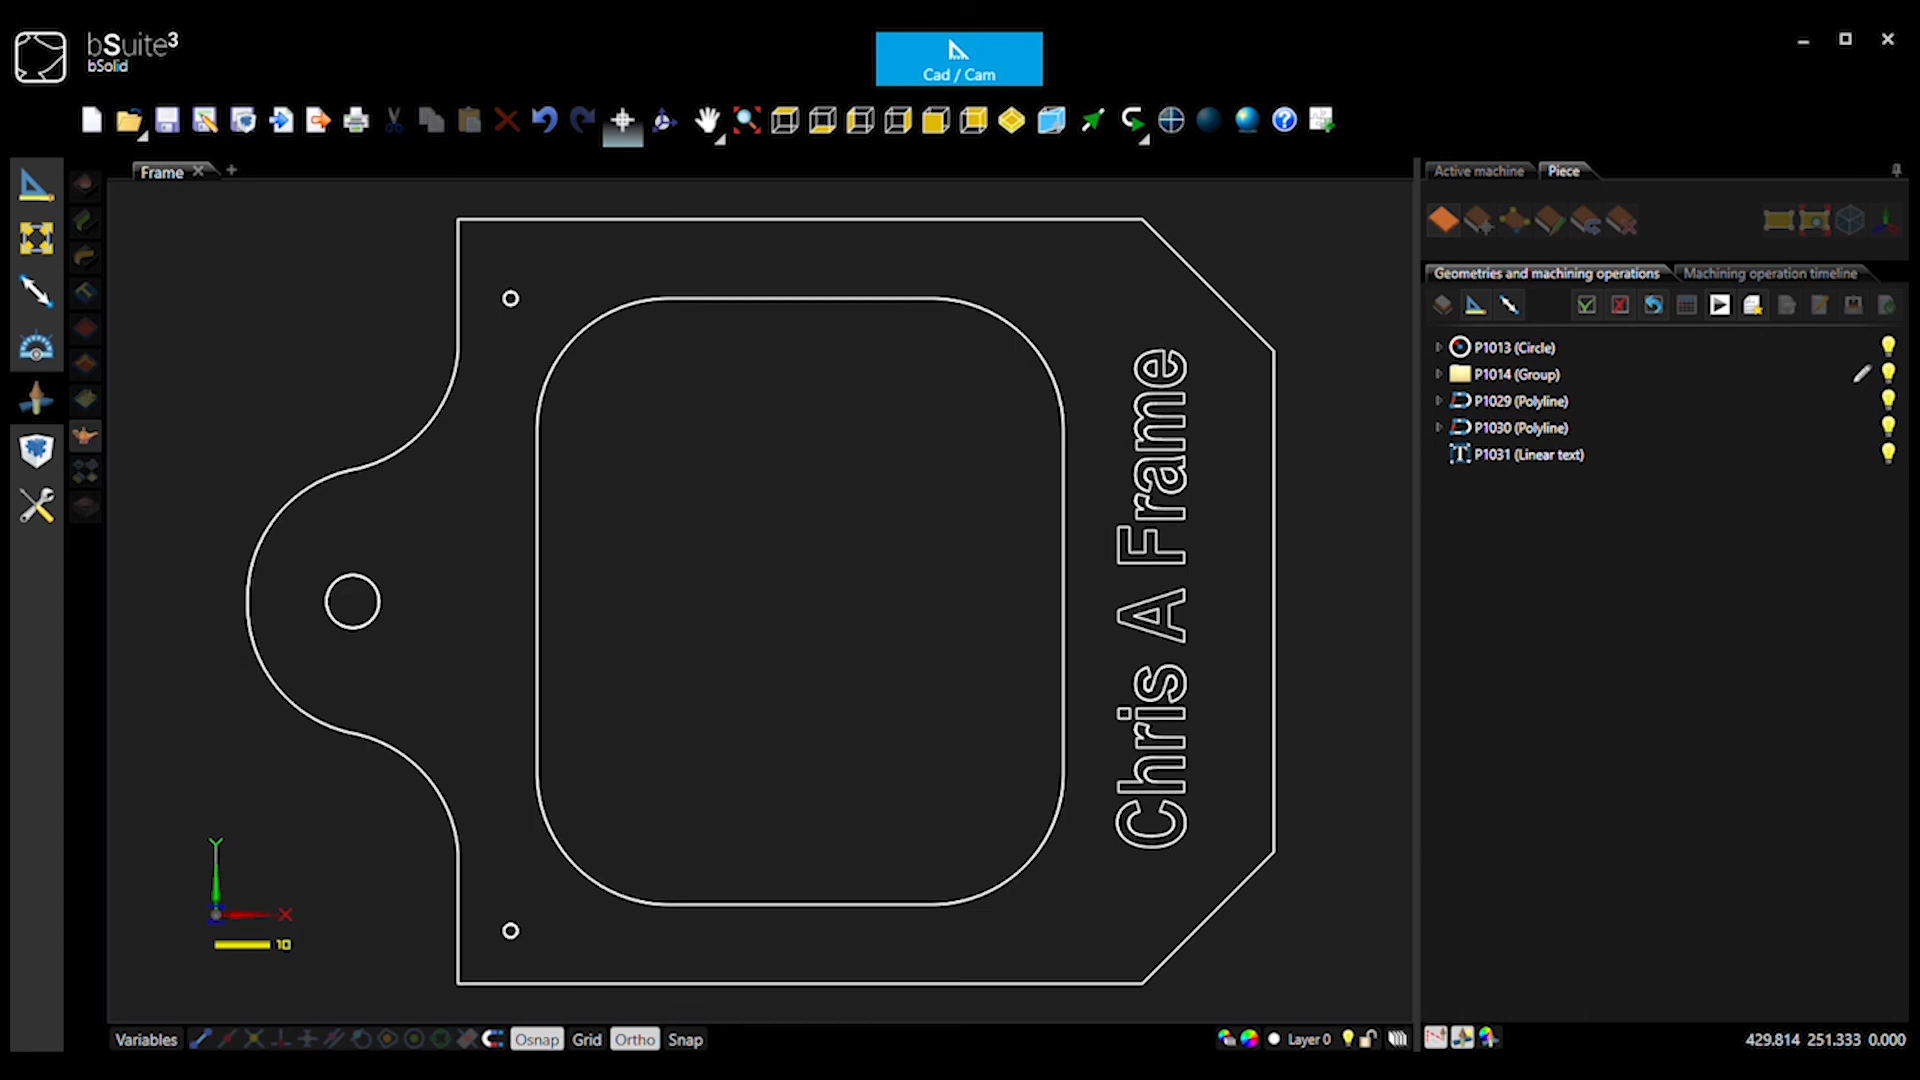 bSuite³
bSolid
Cad / Cam
Frame
Active machine
Piece
Geometries and machining operations
Machining operation timeline
P1013 (Circle)
P1014 (Group)
P1029 (Polyline)
P1030 (Polyline)
P1031 (Linear text)
Chris A Frame
Y
X
10
Variables
Osnap
Grid
Ortho
Snap
Layer 0
429.814 251.333 0.000